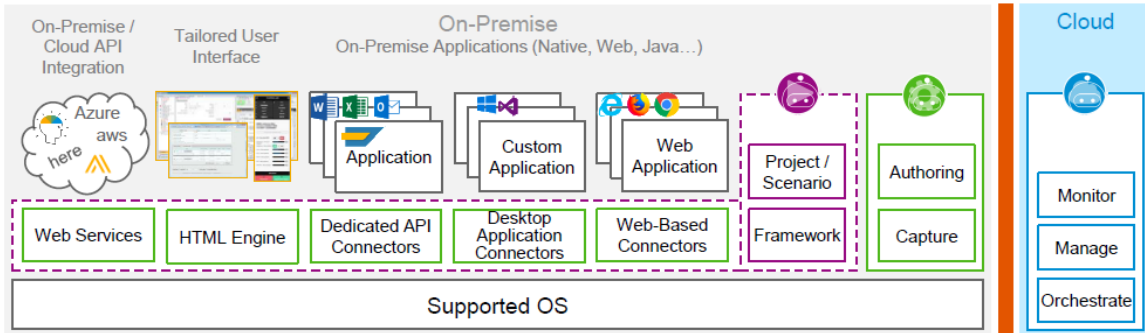 On-Premise /
Cloud API
Integration
Tailored User
Interface
On-Premise
On-Premise Applications (Native, Web, Java…)
Cloud
Azure
aws
here
Application
Custom
Application
Web
Application
Project /
Scenario
Authoring
Monitor
Web Services
HTML Engine
Dedicated API
Connectors
Desktop
Application
Connectors
Web-Based
Connectors
Framework
Capture
Manage
Orchestrate
Supported OS